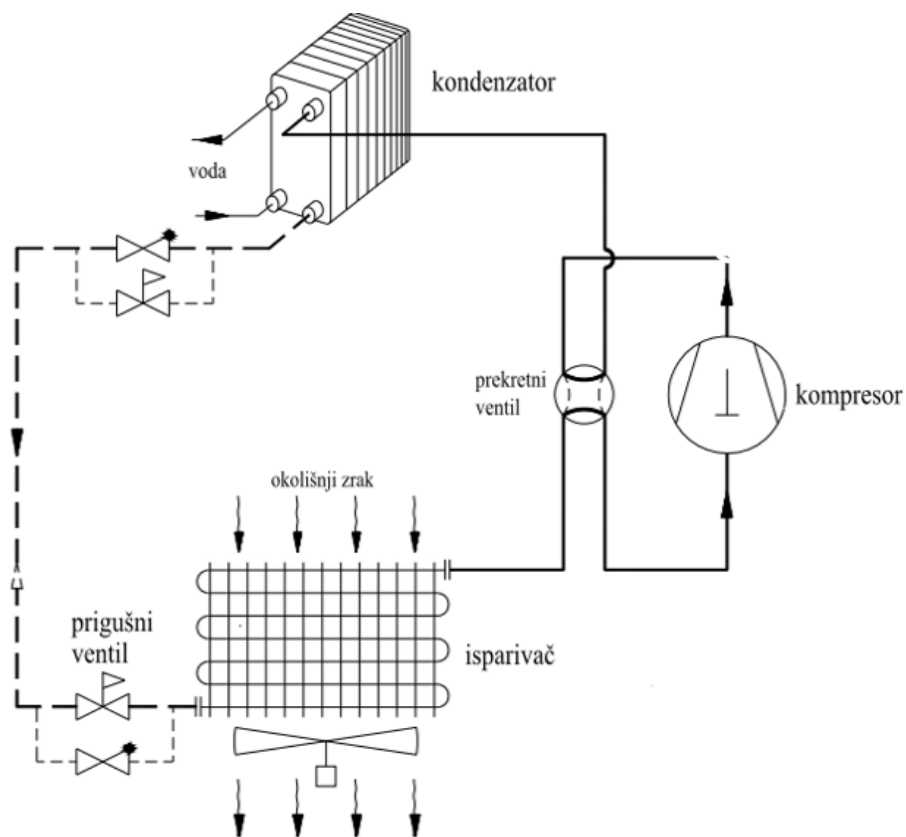 kondenzator
voda
prekretni
ventil
kompresor
okolišnji zrak
prigušni
ventil
isparivač